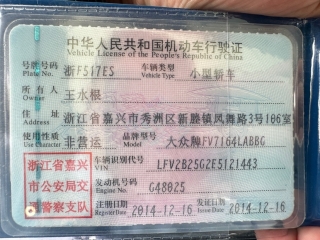 中华人民共和国机动车行驶证
Vehicle License of the People's Republic of China
号牌号码 浙FS17ES 车辆类型 小型轿车
Plate No. Vehicle Type
所有人 王水根
Owner
住址 浙江省嘉兴市秀洲区新塍镇凤舞路3号106室
Address
使用性质 非营运 品牌型号 大众牌FV7164LABBG
Use Character Model
浙江省嘉兴 车辆识别代号 LFV2B25G2E5121443
VIN
市公安局交 发动机号码 G48025
Engine No.
警察支队 注册日期 2014-12-16 发证日期 2014-12-16
Register Date Issue Date